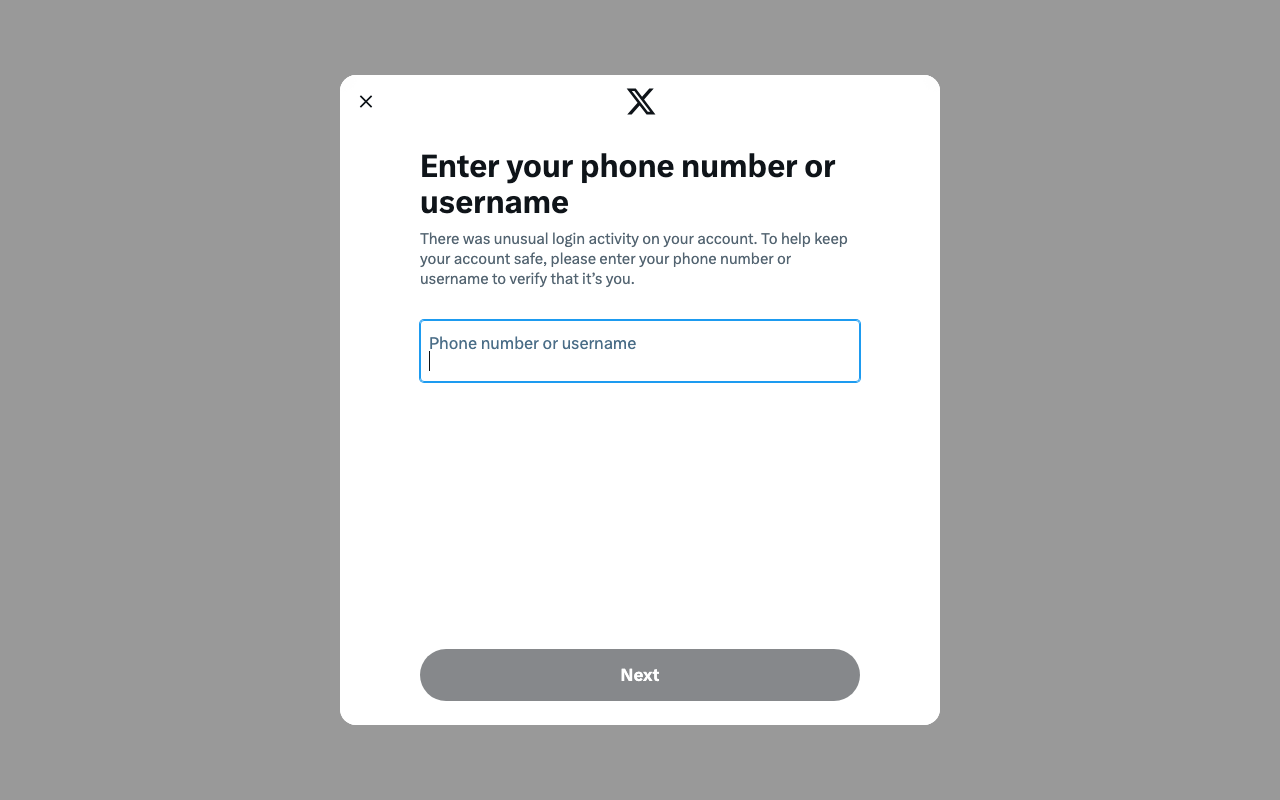 Enter your phone number or
username
There was unusual login activity on your account. To help keep
your account safe, please enter your phone number or
username to verify that it’s you.
Phone number or username
Next